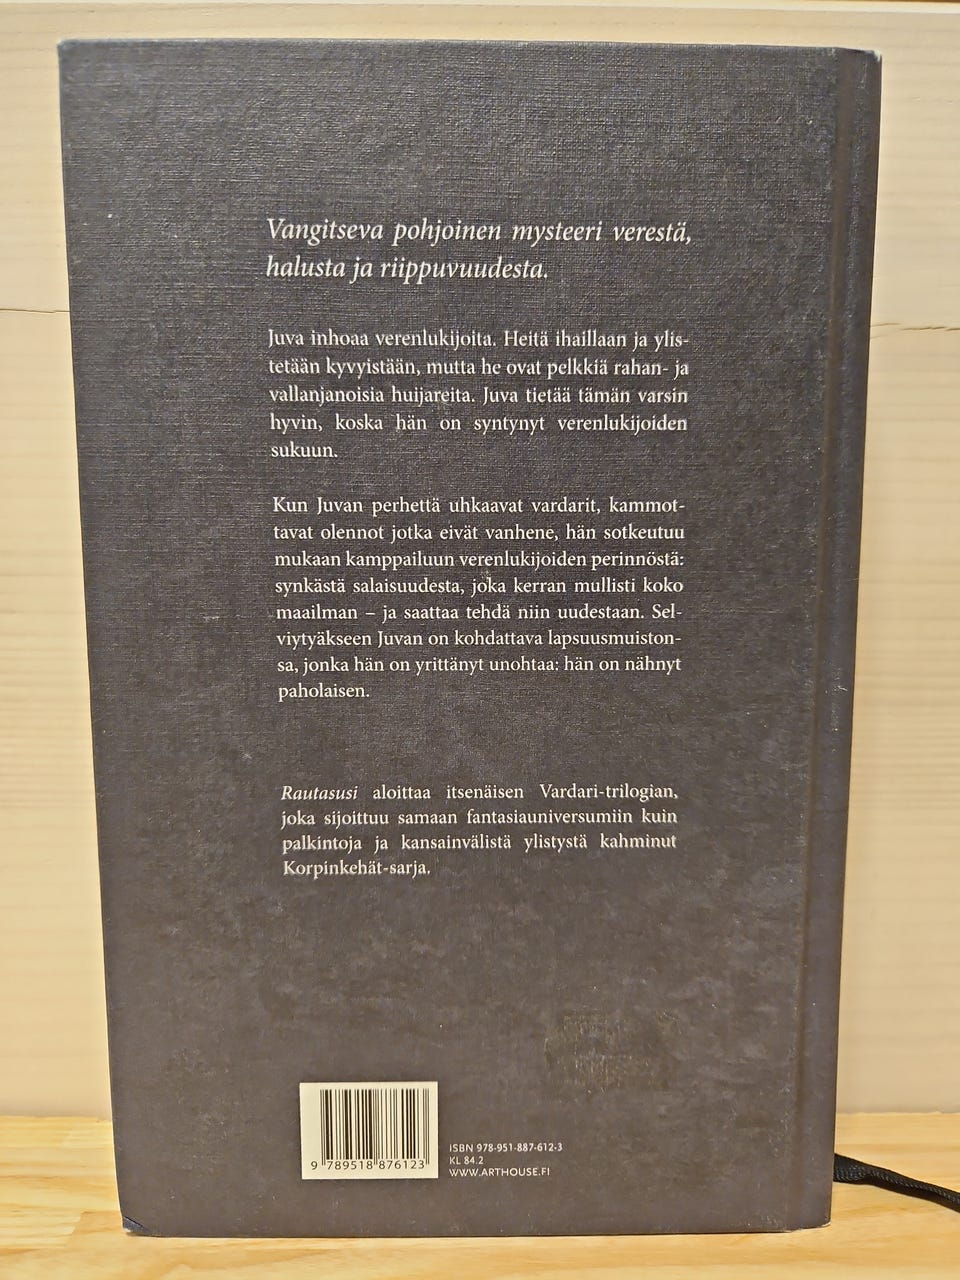 Vangitseva pohjoinen mysteeri verestä,
halusta ja riippuvuudesta.
Juva inhoaa verenlukijoita. Heitä ihaillaan ja ylis-
tetään kyvyistään, mutta he ovat pelkkiä rahan- ja
vallanjanoisia huijareita. Juva tietää tämän varsin
hyvin, koska hän on syntynyt verenlukijoiden
sukuun.
Kun Juvan perhettä uhkaavat vardarit, kammot-
tavat olennot jotka eivät vanhene, hän sotkeutuu
mukaan kamppailuun verenlukijoiden perinnöstä:
synkästä salaisuudesta, joka kerran mullisti koko
maailman – ja saattaa tehdä niin uudestaan. Sel-
viytyäkseen Juvan on kohdattava lapsuusmuiston-
sa, jonka hän on yrittänyt unohtaa: hän on nähnyt
paholaisen.
Rautasusi aloittaa itsenäisen Vardari-trilogian,
joka sijoittuu samaan fantasiauniversumiin kuin
palkintoja ja kansainvälistä ylistystä kahminut
Korpinkehät-sarja.
9 789518 876123
ISBN 978-951-887-612-3
KL 84.2
WWW.ARTHOUSE.FI